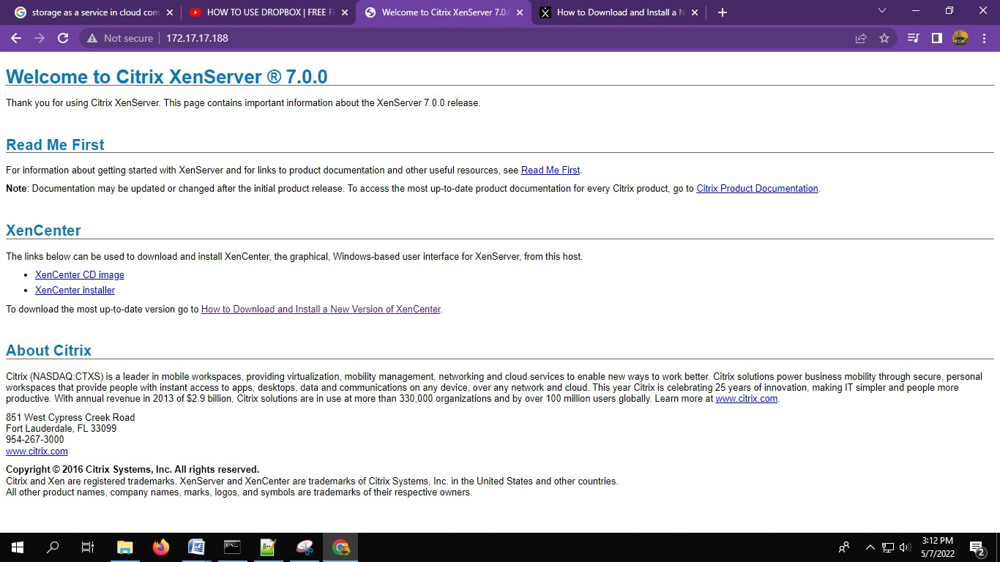 storage as a service in cloud com
HOW TO USE DROPBOX | FREE F
Welcome to Citrix XenServer 7.0.
How to Download and Install a N
Not secure
172.17.17.188
Welcome to Citrix XenServer ® 7.0.0
Thank you for using Citrix XenServer. This page contains important information about the XenServer 7.0.0 release.
Read Me First
For information about getting started with XenServer and for links to product documentation and other useful resources, see Read Me First.
Note: Documentation may be updated or changed after the initial product release. To access the most up-to-date product documentation for every Citrix product, go to Citrix Product Documentation.
XenCenter
The links below can be used to download and install XenCenter, the graphical, Windows-based user interface for XenServer, from this host.
• XenCenter CD image
• XenCenter installer
To download the most up-to-date version go to How to Download and Install a New Version of XenCenter.
About Citrix
Citrix (NASDAQ:CTXS) is a leader in mobile workspaces, providing virtualization, mobility management, networking and cloud services to enable new ways to work better. Citrix solutions power business mobility through secure, personal
workspaces that provide people with instant access to apps, desktops, data and communications on any device, over any network and cloud. This year Citrix is celebrating 25 years of innovation, making IT simpler and people more
productive. With annual revenue in 2013 of $2.9 billion, Citrix solutions are in use at more than 330,000 organizations and by over 100 million users globally. Learn more at www.citrix.com.
851 West Cypress Creek Road
Fort Lauderdale, FL 33099
954-267-3000
www.citrix.com
Copyright © 2016 Citrix Systems, Inc. All rights reserved.
Citrix and Xen are registered trademarks. XenServer and XenCenter are trademarks of Citrix Systems, Inc. in the United States and other countries.
All other product names, company names, marks, logos, and symbols are trademarks of their respective owners.
3:12 PM
5/7/2022
2